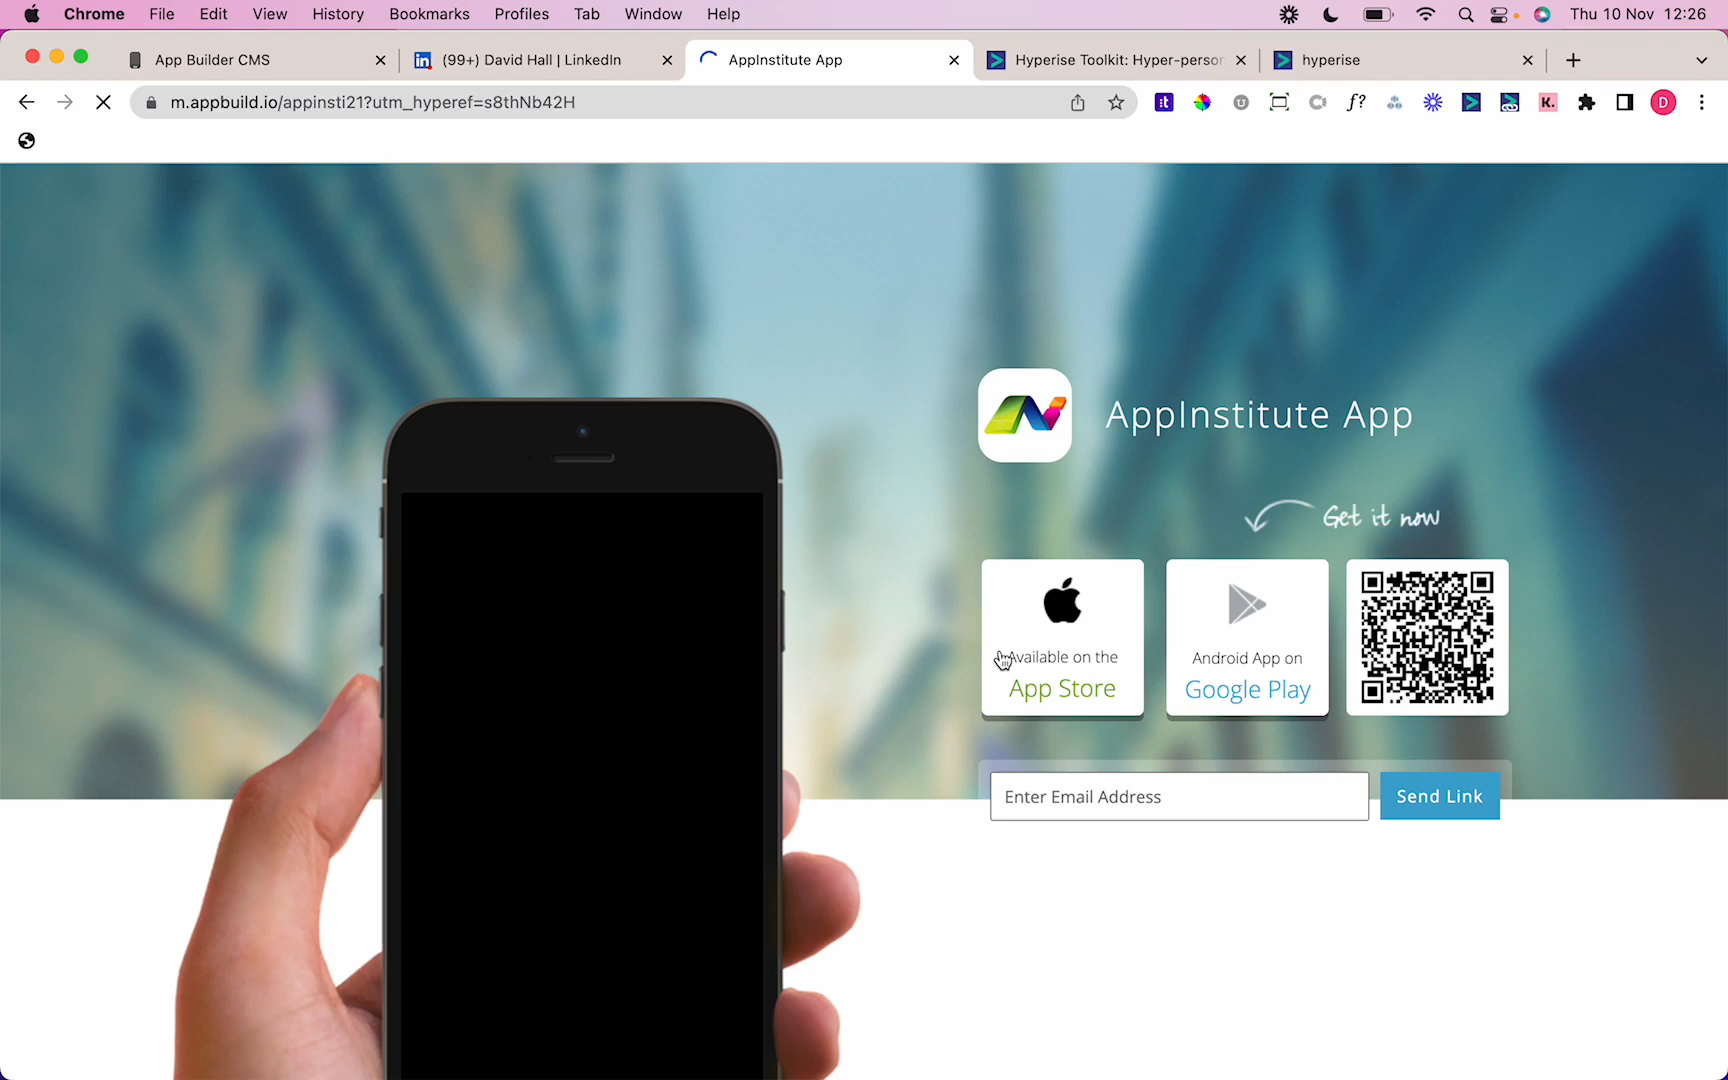 Chrome File Edit View History Bookmarks Profiles Tab Window Help Thu 10 Nov 12:26
App Builder CMS (99+) David Hall | LinkedIn AppInstitute App Hyperise Toolkit: Hyper-person hyperise
m.appbuild.io/appinsti21?utm_hyperef=s8thNb42H
:t f? K. D
AppInstitute App
Get it now
Available on the
App Store
Android App on
Google Play
Enter Email Address Send Link